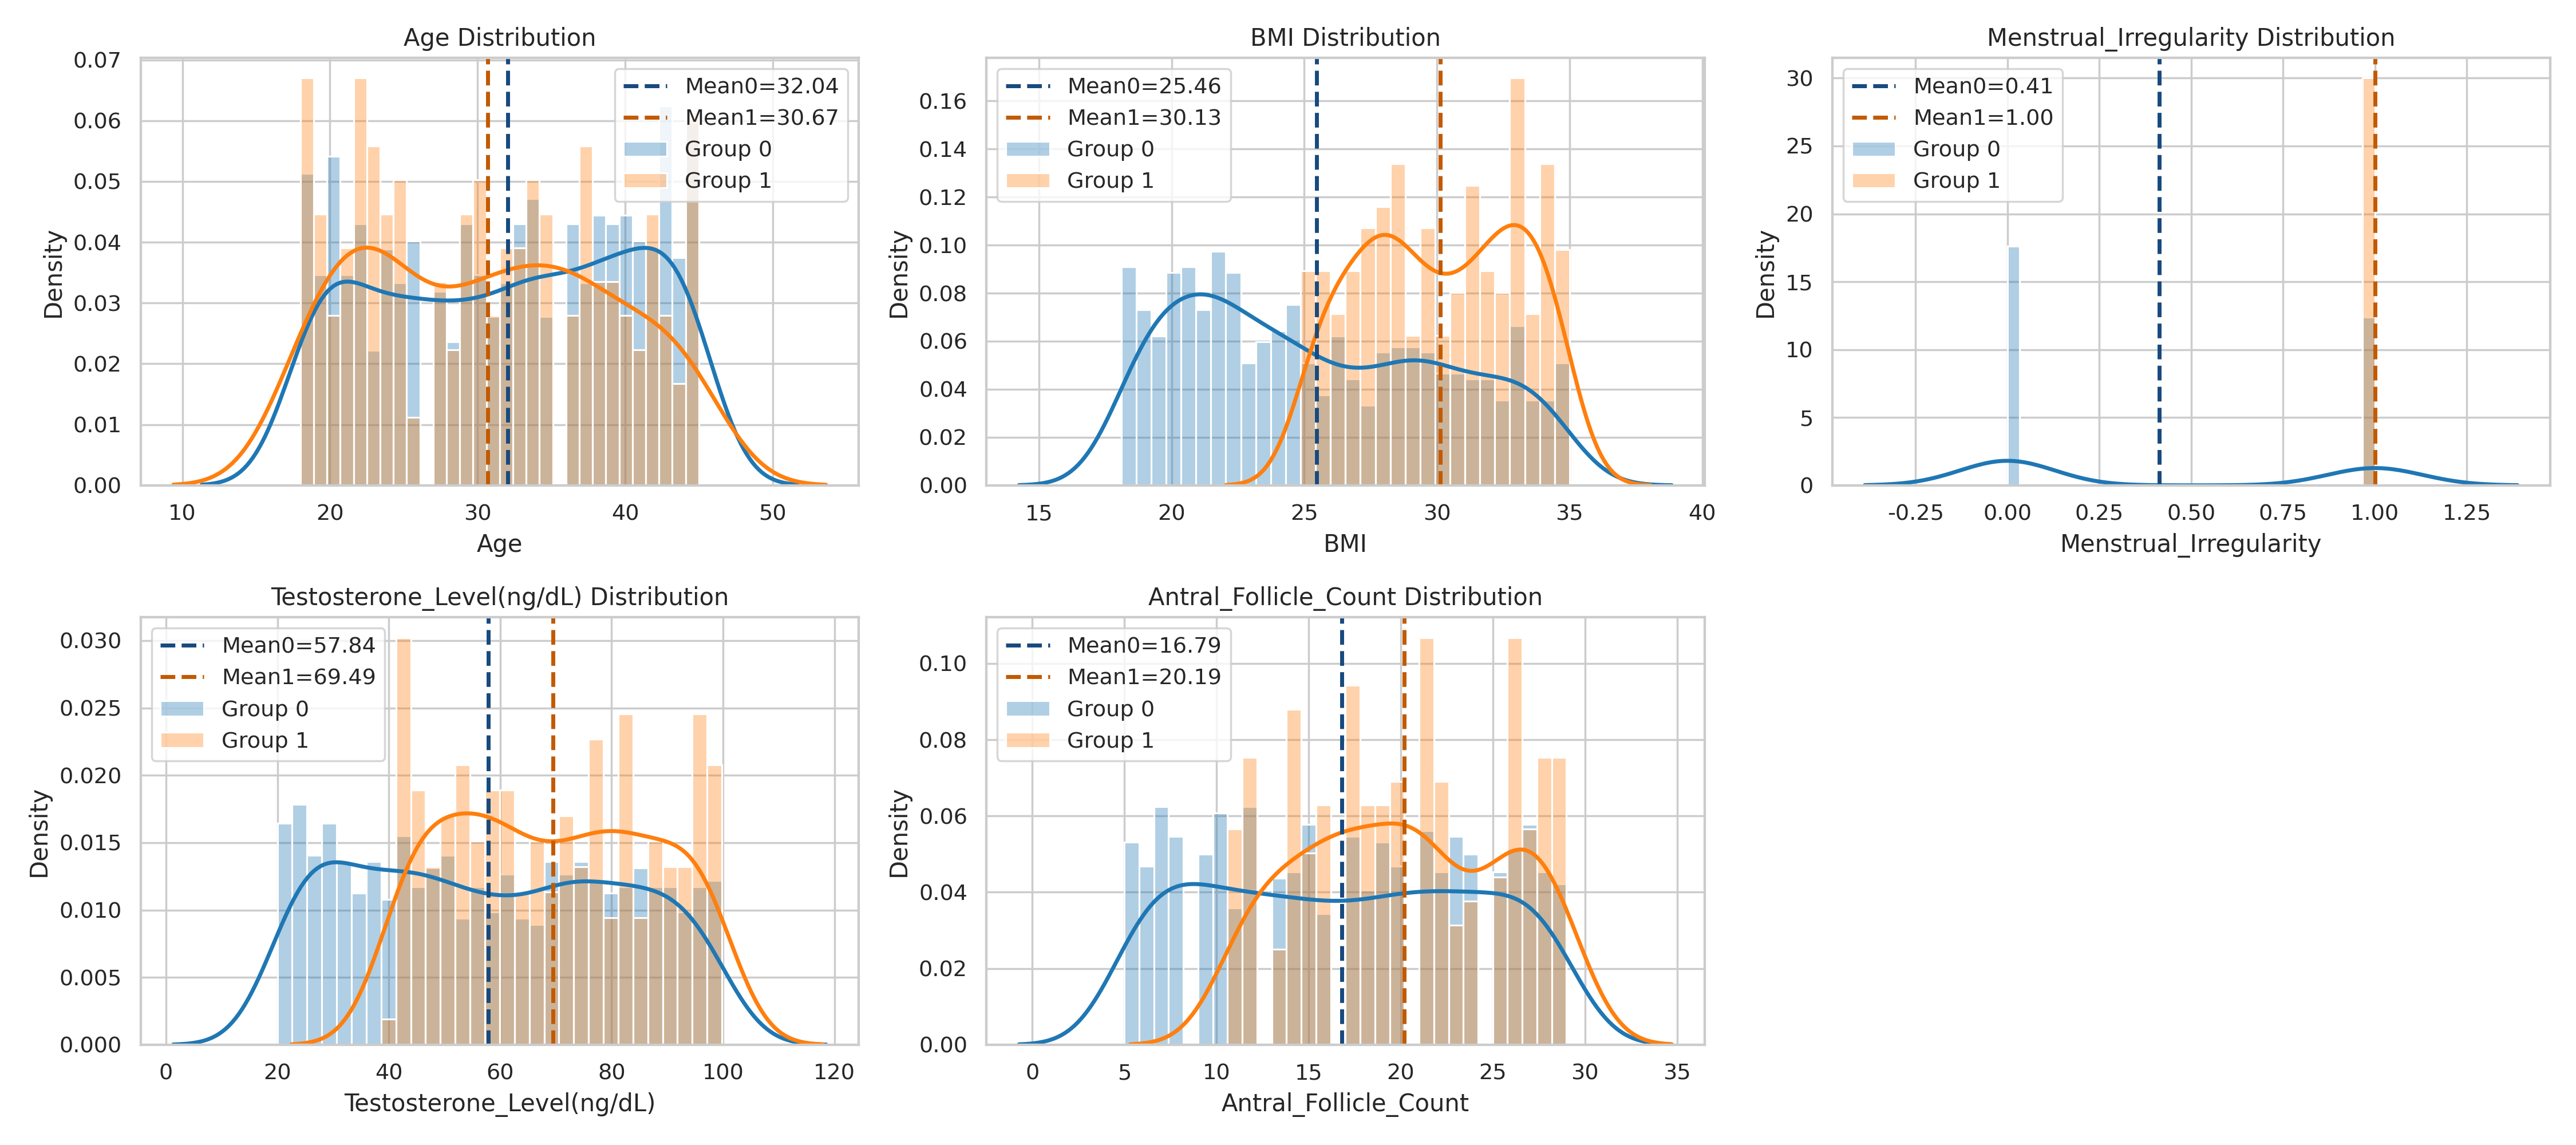 Age Distribution
Density
0.07
0.06
0.05
0.04
0.03
0.02
0.01
0.00
Mean0=32.04
Mean1=30.67
Group 0
Group 1
10 20 30 40 50
Age
BMI Distribution
Density
0.16
0.14
0.12
0.10
0.08
0.06
0.04
0.02
0.00
Mean0=25.46
Mean1=30.13
Group 0
Group 1
15 20 25 30 35 40
BMI
Menstrual_Irregularity Distribution
Density
30
25
20
15
10
5
0
Mean0=0.41
Mean1=1.00
Group 0
Group 1
-0.25 0.00 0.25 0.50 0.75 1.00 1.25
Menstrual_Irregularity
Testosterone_Level(ng/dL) Distribution
Density
0.030
0.025
0.020
0.015
0.010
0.005
0.000
Mean0=57.84
Mean1=69.49
Group 0
Group 1
0 20 40 60 80 100 120
Testosterone_Level(ng/dL)
Antral_Follicle_Count Distribution
Density
0.10
0.08
0.06
0.04
0.02
0.00
Mean0=16.79
Mean1=20.19
Group 0
Group 1
0 5 10 15 20 25 30 35
Antral_Follicle_Count